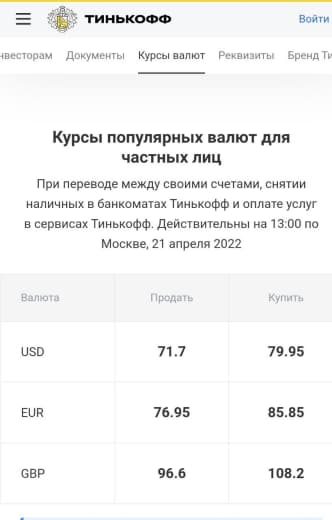 ТИНЬКОФF
Войти
нвесторам Документы Курсы валют Реквизиты Бренд Ти
Курсы популярных валют для
частных лиц
При переводе между своими счетами, снятии
наличных в банкоматах Тинькофф и оплате услуг
в сервисах Тинькофф. Действительны на 13:00 по
Москве, 21 апреля 2022
Валюта Продать Купить
USD 71.7 79.95
EUR 76.95 85.85
GBP 96.6 108.2